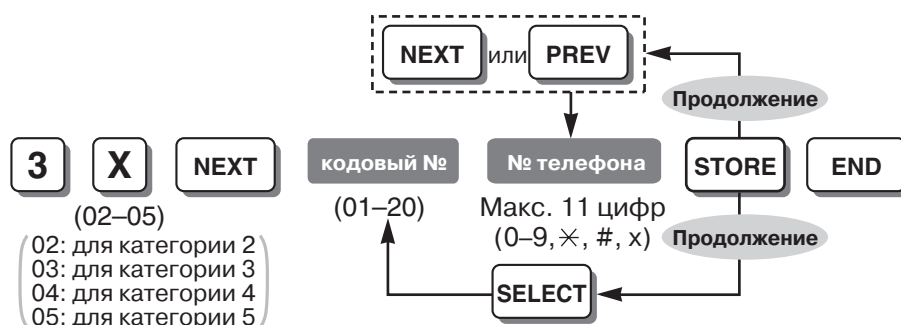 NEXT или PREV
Продолжение
3 X NEXT кодовый № № телефона STORE END
(02–05) (01–20) Макс. 11 цифр
(0–9, ✳, #, x) Продолжение
02: для категории 2
03: для категории 3
04: для категории 4
05: для категории 5
SELECT